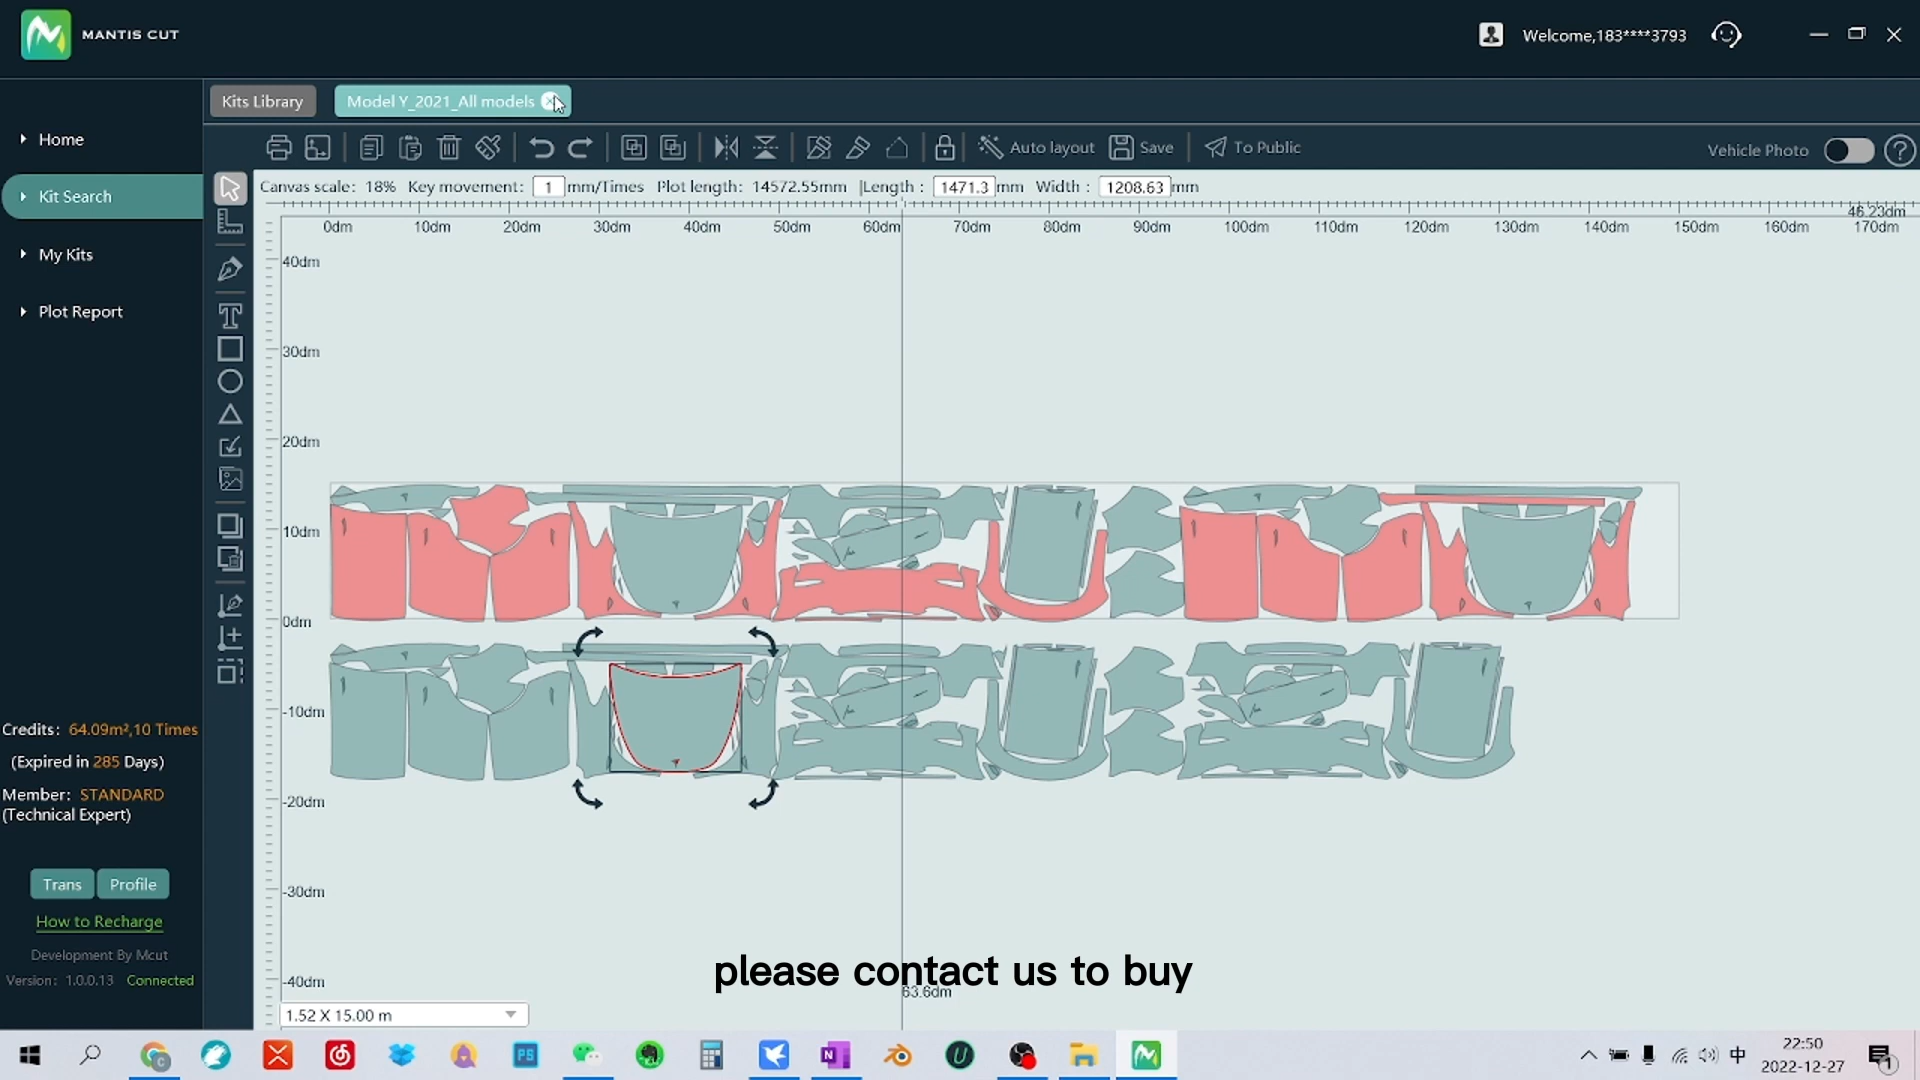 MANTIS CUT
Welcome,183****3793
Kits Library
Model Y_2021_All models
Home
Kit Search
My Kits
Plot Report
Auto layout
Save
To Public
Vehicle Photo
Canvas scale: 18% Key movement: 1 mm/Times Plot length: 14572.55mm |Length : 1471.3 mm Width : 1208.63 mm
46.23dm
0dm 10dm 20dm 30dm 40dm 50dm 60dm 70dm 80dm 90dm 100dm 110dm 120dm 130dm 140dm 150dm 160dm 170dm
40dm
30dm
20dm
10dm
0dm
-10dm
-20dm
-30dm
-40dm
63.6dm
Credits: 64.09m²,10 Times
(Expired in 285 Days)
Member: STANDARD
(Technical Expert)
Trans
Profile
How to Recharge
Development By Mcut
Version: 1.0.0.13 Connected
please contact us to buy
1.52 X 15.00 m
PS
中
22:50
2022-12-27
1